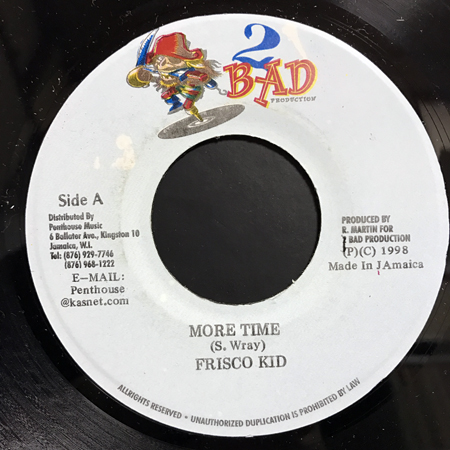 2
BAD
PRODUCTION
Side A
Distributed By
Penthouse Music
6 Ballater Ave., Kingston 10
Jamaica, W.I.
Tel: (876) 929-7746
(876) 968-1222
E-MAIL:
Penthouse
@kasnet.com
PRODUCED BY
R. MARTIN FOR
2 BAD PRODUCTION
(P)(C) 1998
Made in JAmaica
MORE TIME
(S. Wray)
FRISCO KID
ALLRIGHTS RESERVED • UNAUTHORIZED DUPLICATION IS PROHIBITED BY LAW